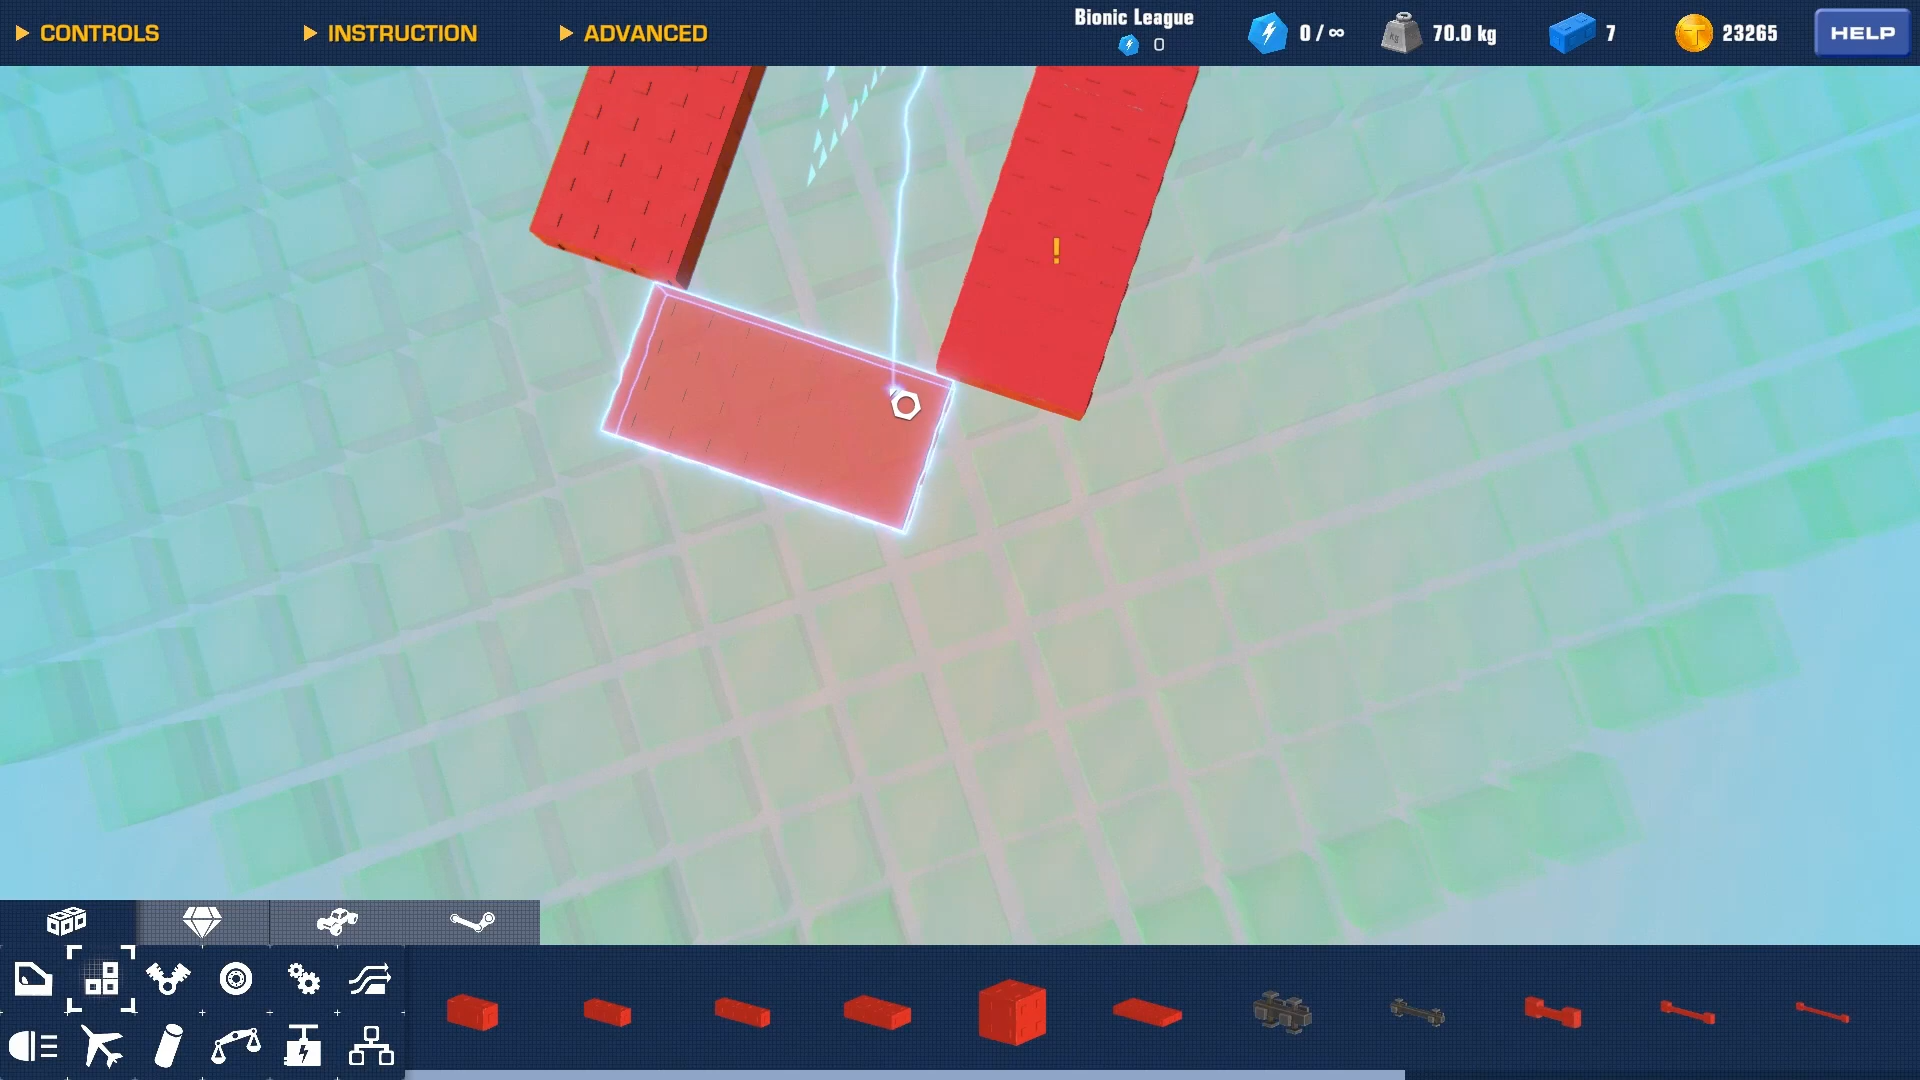 CONTROLS
INSTRUCTION
ADVANCED
Bionic League
0
0 / ∞
70.0 kg
7
23265
HELP
!